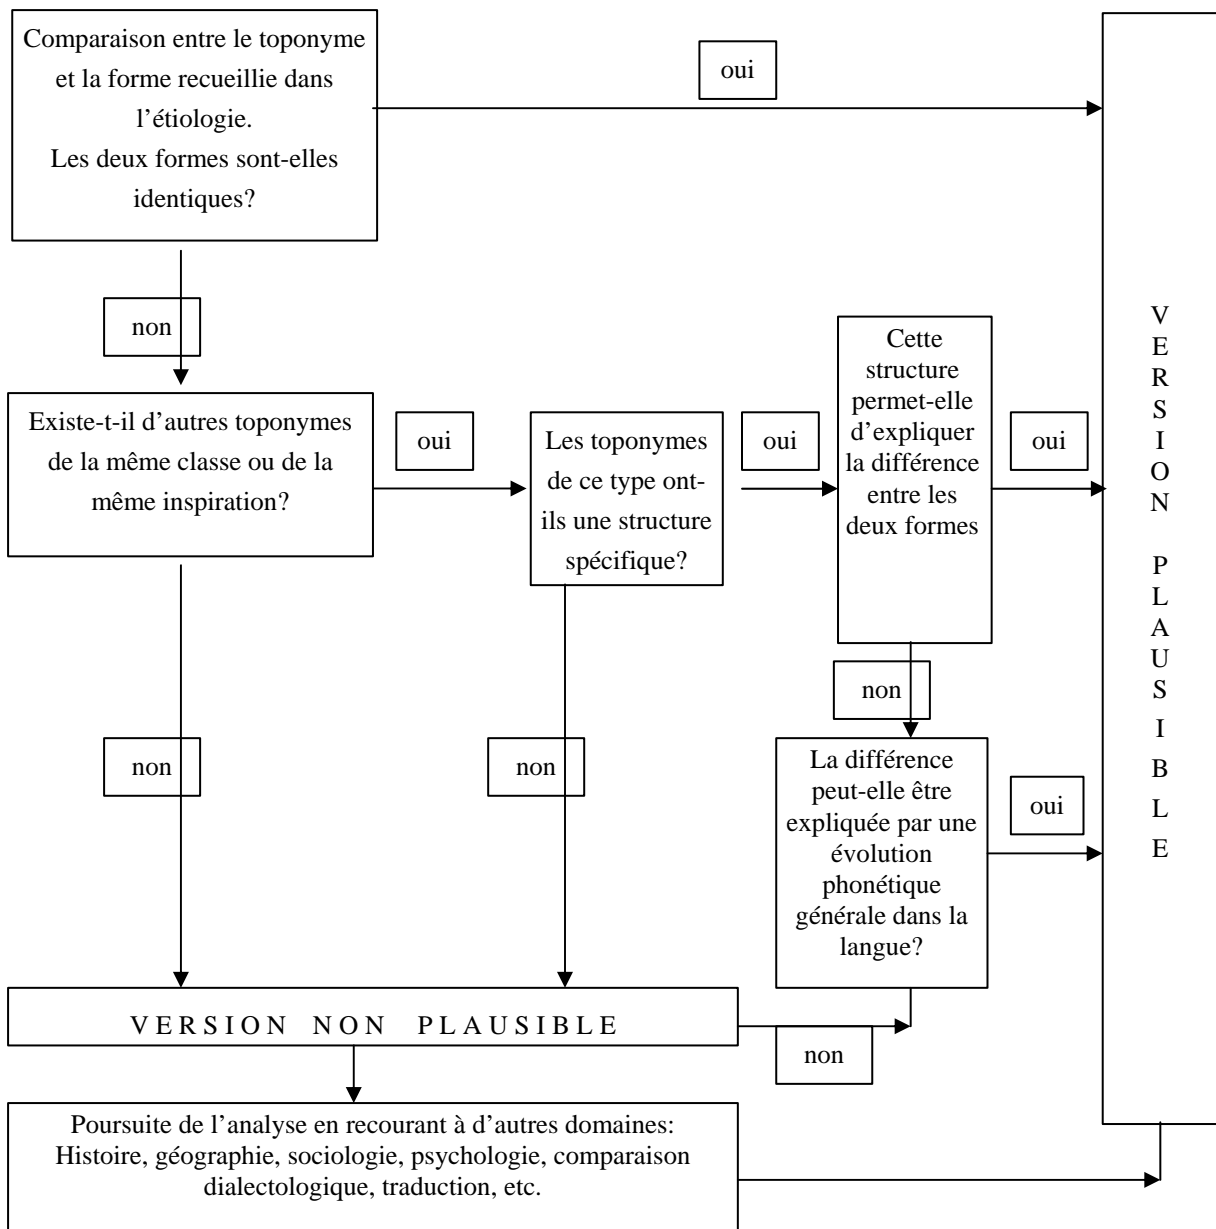 Comparaison entre le toponyme
et la forme recueillie dans
l’étiologie.
Les deux formes sont-elles
identiques?
oui
non
Existe-t-il d’autres toponymes
de la même classe ou de la
même inspiration?
oui
Les toponymes
de ce type ont-
ils une structure
spécifique?
oui
Cette
structure
permet-elle
d’expliquer
la différence
entre les
deux formes
oui
non
non
non
La différence
peut-elle être
expliquée par une
évolution
phonétique
générale dans la
langue?
oui
V
E
R
S
I
O
N
P
L
A
U
S
I
B
L
E
VERSION NON PLAUSIBLE
non
Poursuite de l’analyse en recourant à d’autres domaines:
Histoire, géographie, sociologie, psychologie, comparaison
dialectologique, traduction, etc.